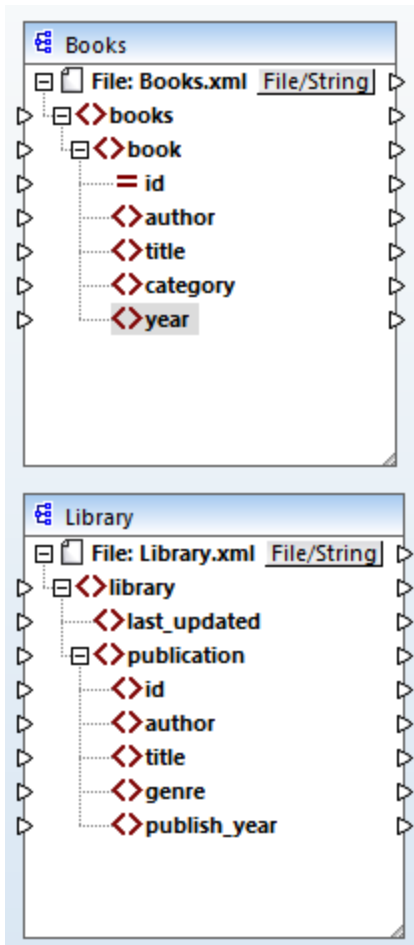 Books
File: Books.xml File/String
books
book
= id
author
title
category
year
Library
File: Library.xml File/String
library
last_updated
publication
id
author
title
genre
publish_year